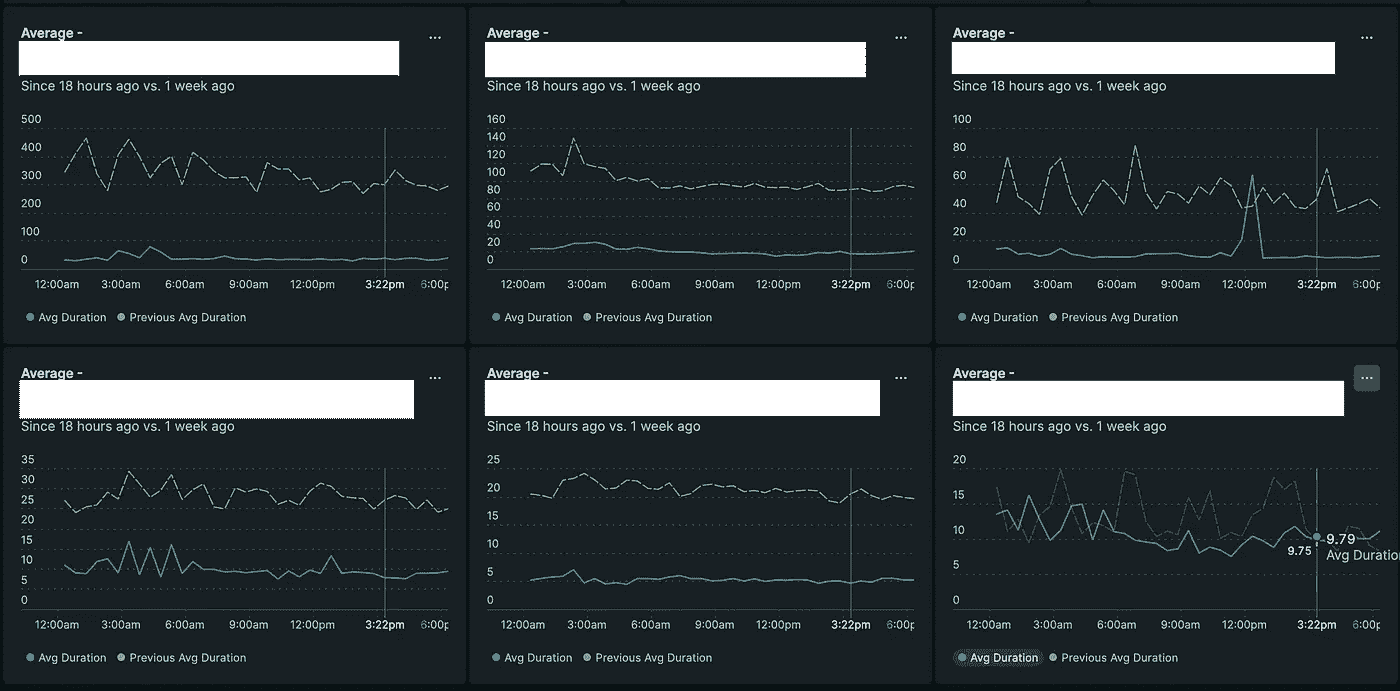 Average -
...
Since 18 hours ago vs. 1 week ago
500
400
300
200
100
0
12:00am 3:00am 6:00am 9:00am 12:00pm 3:22pm 6:00p
Avg Duration Previous Avg Duration
Average -
...
Since 18 hours ago vs. 1 week ago
160
140
120
100
80
60
40
20
0
12:00am 3:00am 6:00am 9:00am 12:00pm 3:22pm 6:00p
Avg Duration Previous Avg Duration
Average -
...
Since 18 hours ago vs. 1 week ago
100
80
60
40
20
0
12:00am 3:00am 6:00am 9:00am 12:00pm 3:22pm 6:00p
Avg Duration Previous Avg Duration
Average -
...
Since 18 hours ago vs. 1 week ago
35
30
25
20
15
10
5
0
12:00am 3:00am 6:00am 9:00am 12:00pm 3:22pm 6:00p
Avg Duration Previous Avg Duration
Average -
...
Since 18 hours ago vs. 1 week ago
25
20
15
10
5
0
12:00am 3:00am 6:00am 9:00am 12:00pm 3:22pm 6:00p
Avg Duration Previous Avg Duration
Average -
...
Since 18 hours ago vs. 1 week ago
20
15
10
5
0
9.79
9.75
Avg Duratio
12:00am 3:00am 6:00am 9:00am 12:00pm 3:22pm 6:00p
Avg Duration Previous Avg Duration